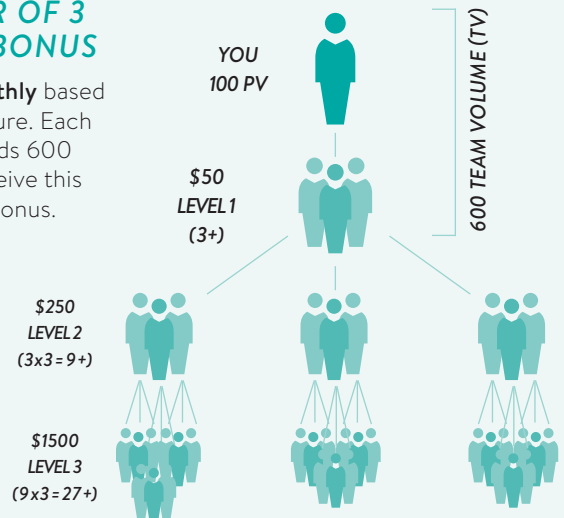 R OF 3
BONUS
thly based
ure. Each
ds 600
eive this
onus.
YOU
100 PV
$50
LEVEL 1
(3+)
600 TEAM VOLUME (TV)
$250
LEVEL 2
(3x3=9+)
$1500
LEVEL 3
(9x3=27+)